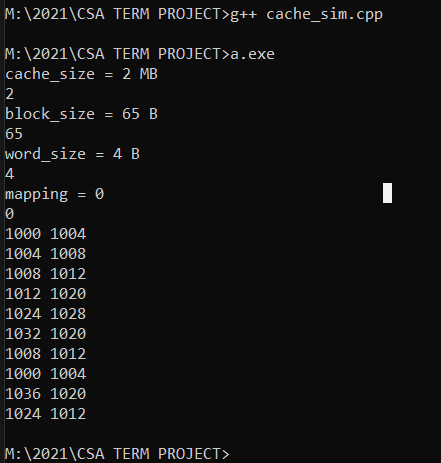 M:\2021\CSA TERM PROJECT>g++ cache_sim.cpp
M:\2021\CSA TERM PROJECT>a.exe
cache_size = 2 MB
2
block_size = 65 B
65
word_size = 4 B
4
mapping = 0
0
1000 1004
1004 1008
1008 1012
1012 1020
1024 1028
1032 1020
1008 1012
1000 1004
1036 1020
1024 1012
M:\2021\CSA TERM PROJECT>